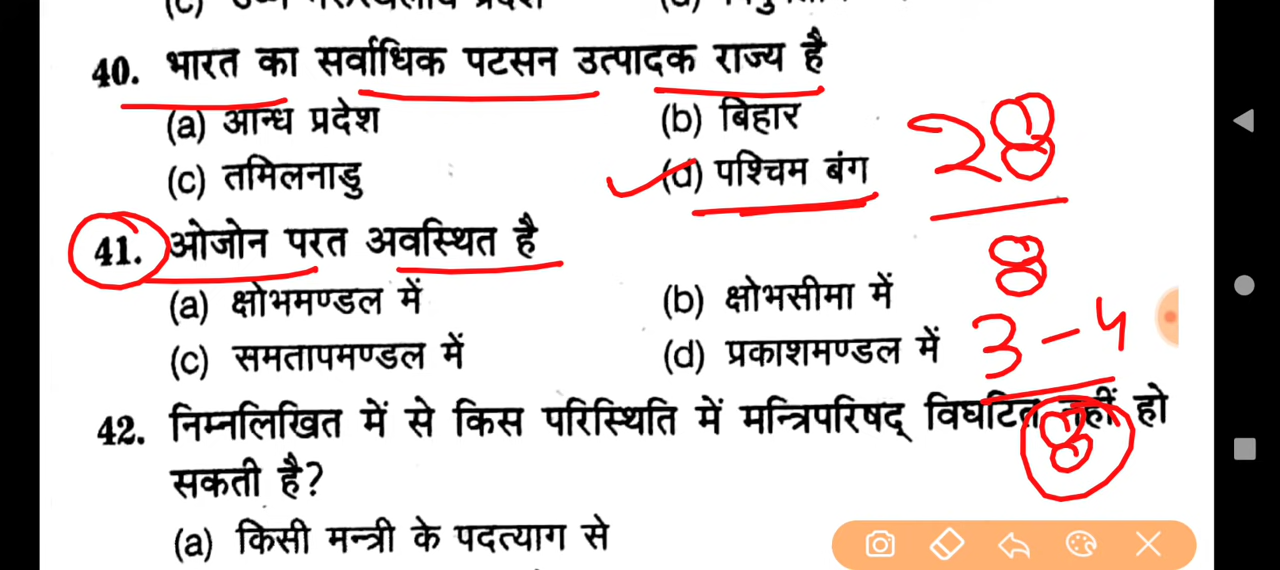 40. भारत का सर्वाधिक पटसन उत्पादक राज्य है
(a) आन्ध प्रदेश (b) बिहार
(c) तमिलनाडु (d) पश्चिम बंग
28
8
41. ओजोन परत अवस्थित है
(a) क्षोभमण्डल में (b) क्षोभसीमा में
(c) समतापमण्डल में (d) प्रकाशमण्डल में
3-4
8
42. निम्नलिखित में से किस परिस्थिति में मन्त्रिपरिषद् विघटित नहीं हो
सकती है?
(a) किसी मन्त्री के पदत्याग से